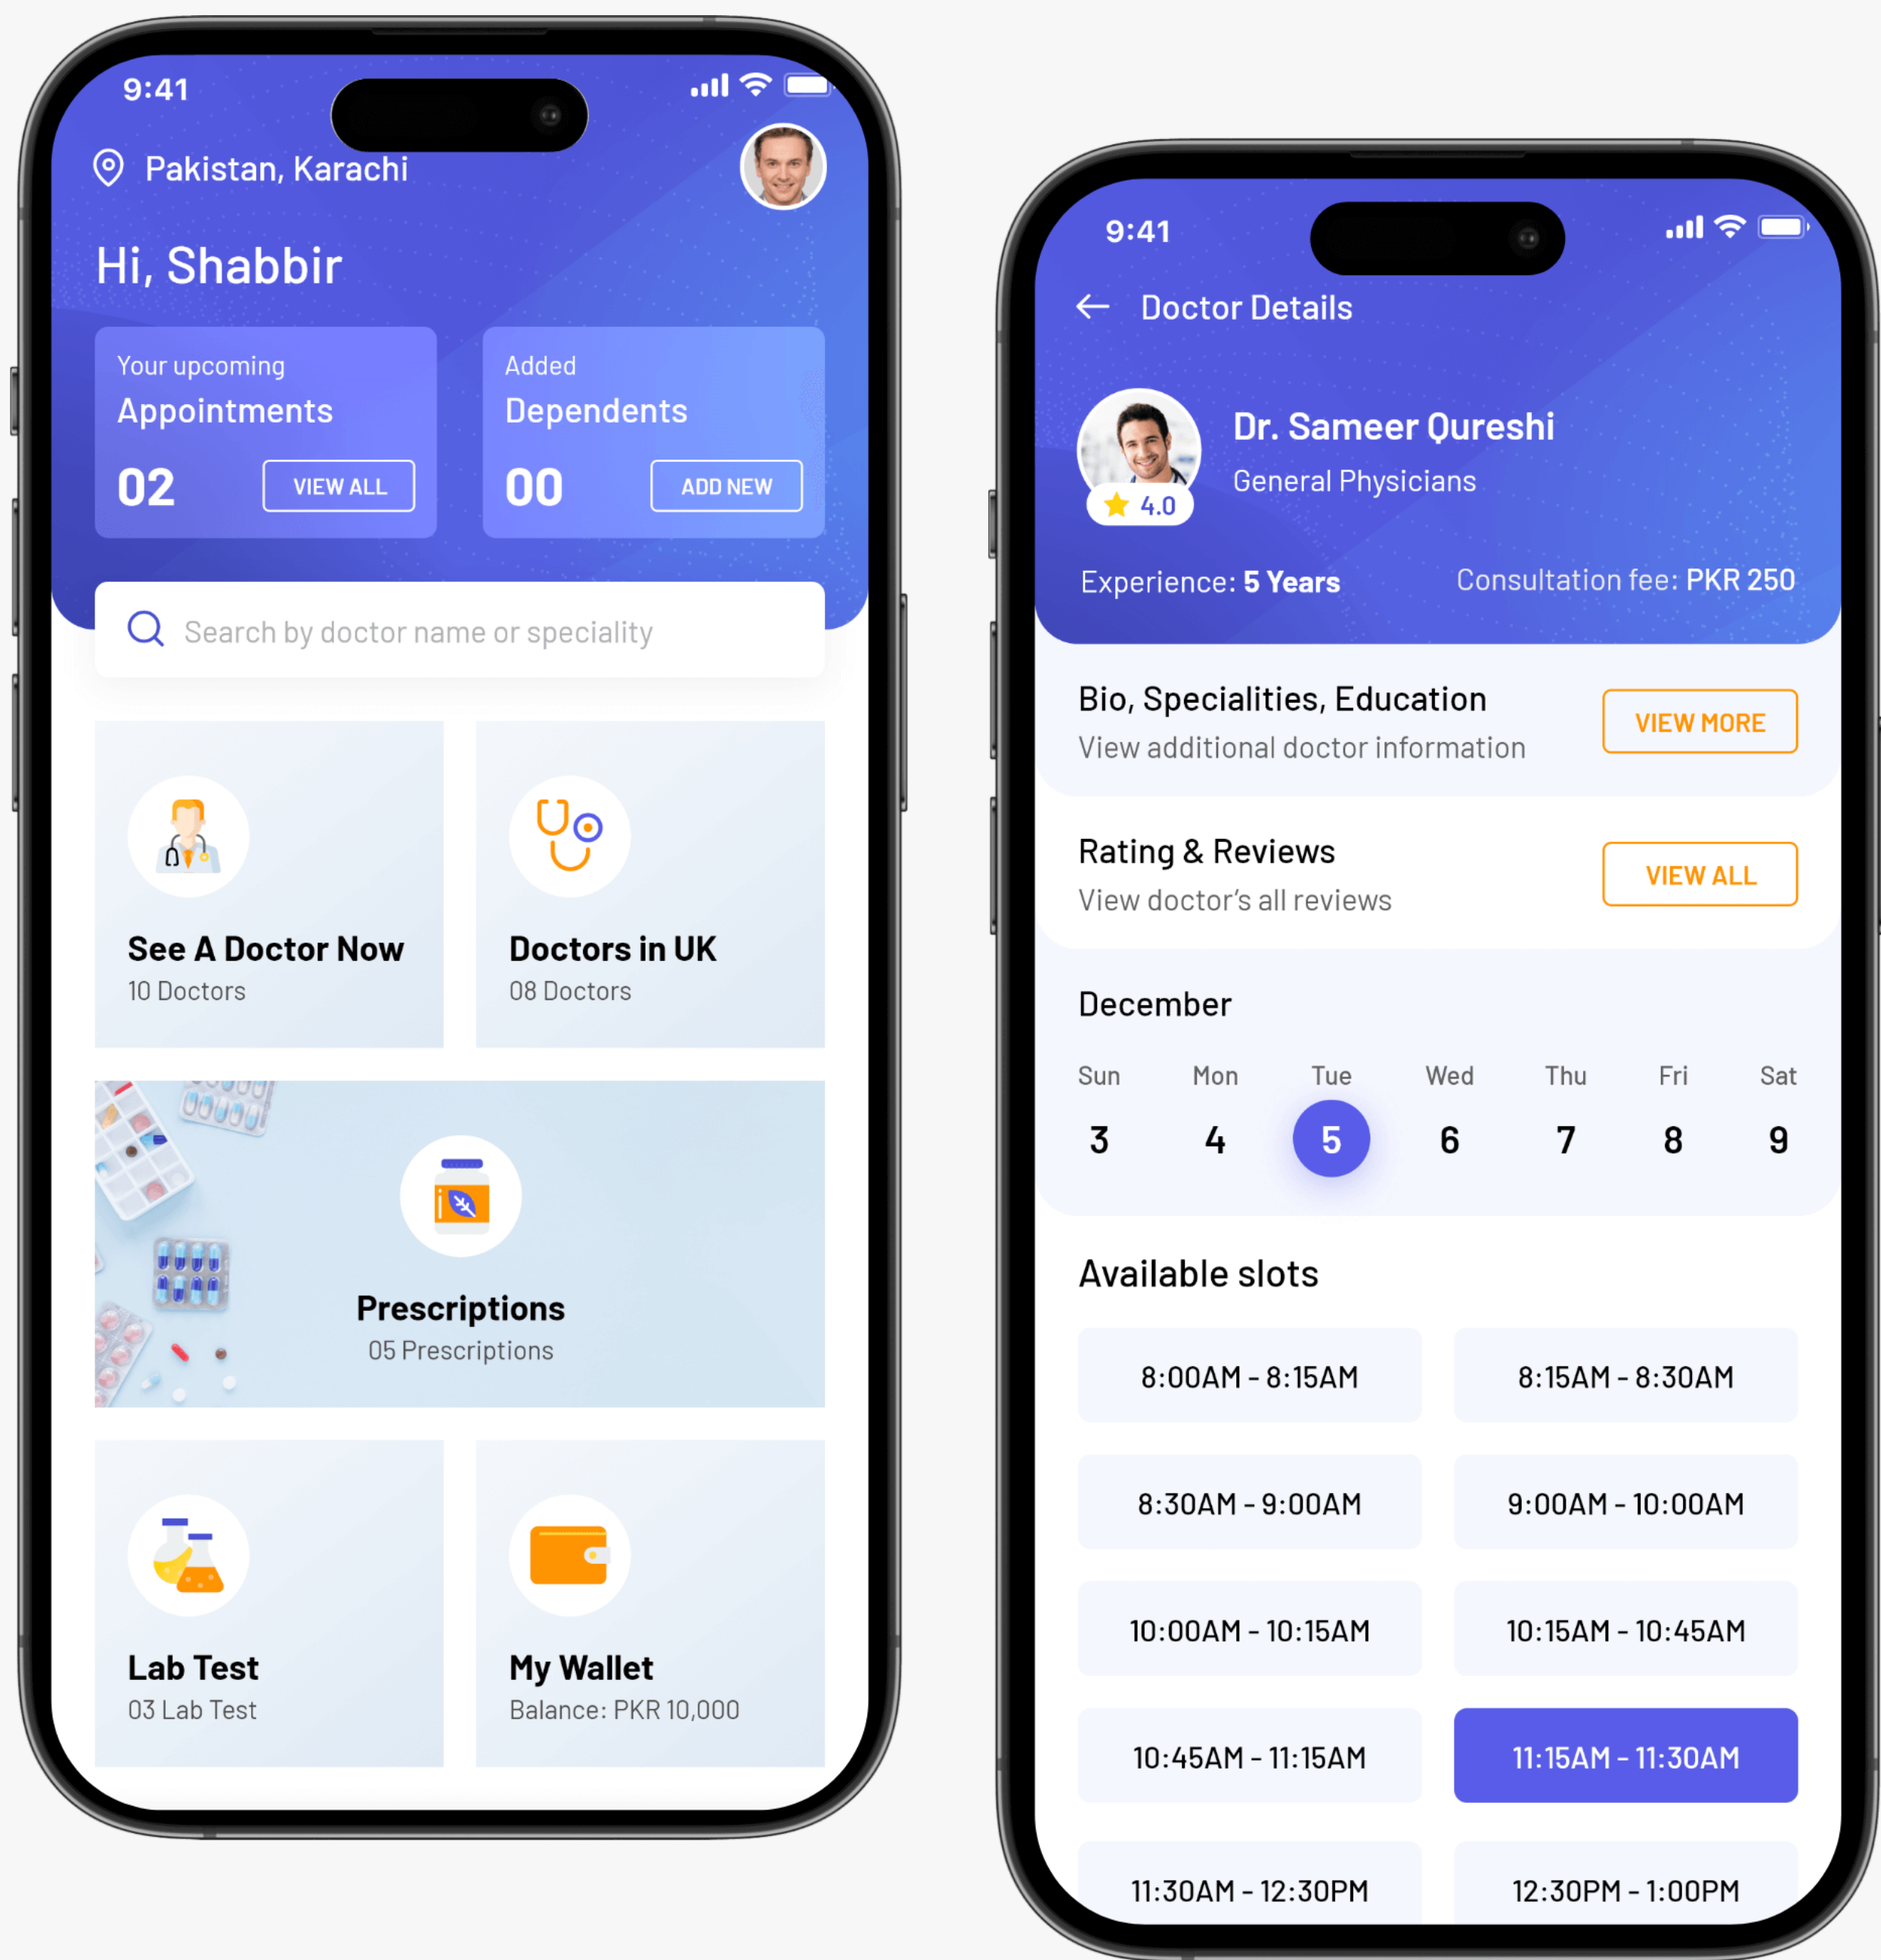 9:41
Pakistan, Karachi
Hi, Shabbir
Your upcoming
Appointments
02
VIEW ALL
Added
Dependents
00
ADD NEW
Search by doctor name or speciality
See A Doctor Now
10 Doctors
Doctors in UK
08 Doctors
Prescriptions
05 Prescriptions
Lab Test
03 Lab Test
My Wallet
Balance: PKR 10,000
9:41
Doctor Details
Dr. Sameer Qureshi
General Physicians
4.0
Experience: 5 Years
Consultation fee: PKR 250
Bio, Specialities, Education
View additional doctor information
VIEW MORE
Rating & Reviews
View doctor’s all reviews
VIEW ALL
December
Sun Mon Tue Wed Thu Fri Sat
3 4 5 6 7 8 9
Available slots
8:00AM - 8:15AM
8:15AM - 8:30AM
8:30AM - 9:00AM
9:00AM - 10:00AM
10:00AM - 10:15AM
10:15AM - 10:45AM
10:45AM - 11:15AM
11:15AM - 11:30AM
11:30AM - 12:30PM
12:30PM - 1:00PM